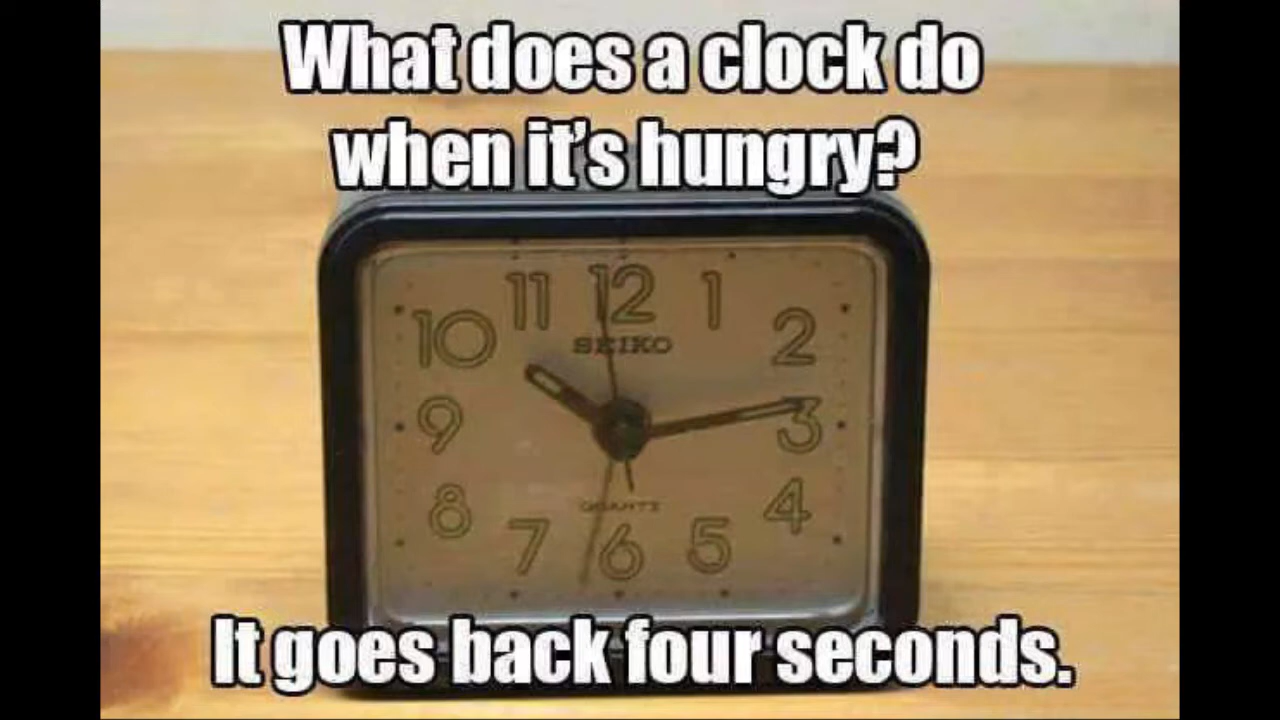 What does a clock do
when it's hungry?
11 12 1
10 2
SEIKO
9 3
8 4
QUARTZ
7 6 5
It goes back four seconds.